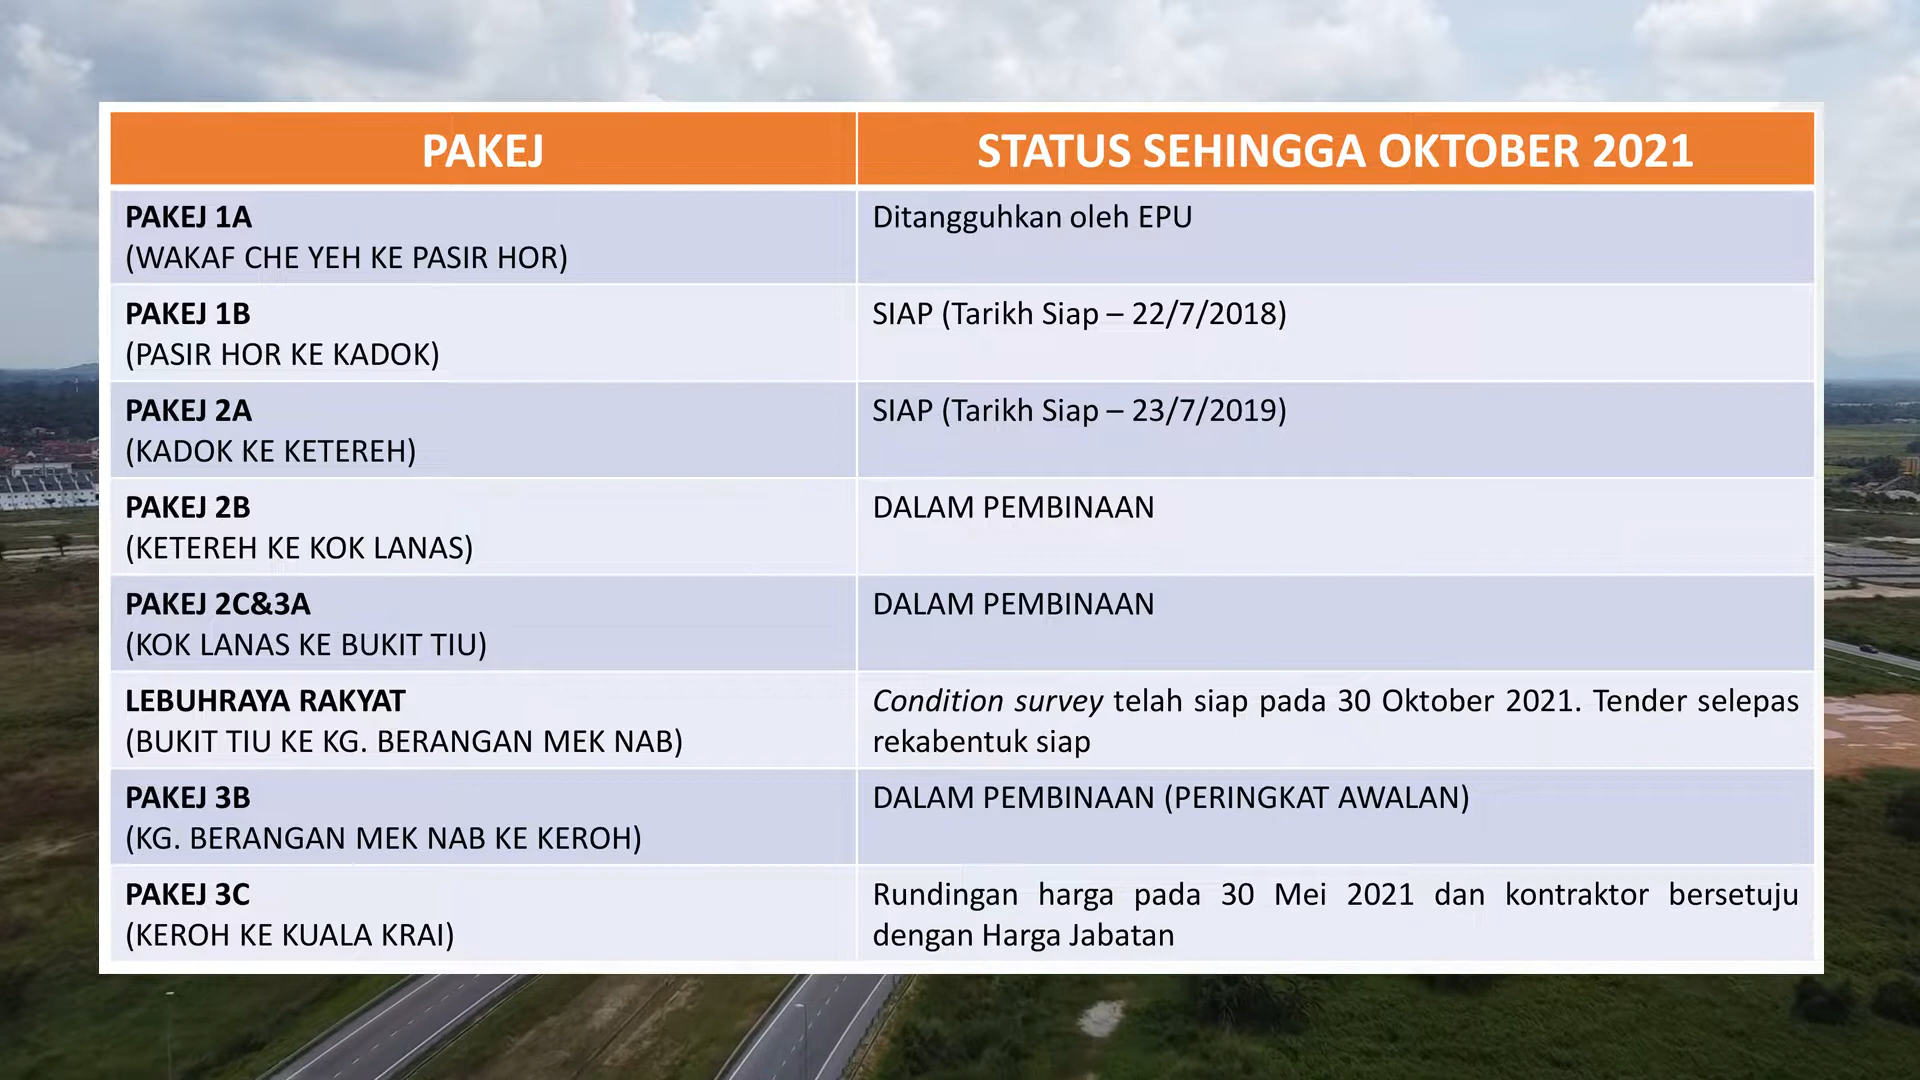 PAKEJ
STATUS SEHINGGA OKTOBER 2021
PAKEJ 1A
(WAKAF CHE YEH KE PASIR HOR)
Ditangguhkan oleh EPU
PAKEJ 1B
(PASIR HOR KE KADOK)
SIAP (Tarikh Siap – 22/7/2018)
PAKEJ 2A
(KADOK KE KETEREH)
SIAP (Tarikh Siap – 23/7/2019)
PAKEJ 2B
(KETEREH KE KOK LANAS)
DALAM PEMBINAAN
PAKEJ 2C&3A
(KOK LANAS KE BUKIT TIU)
DALAM PEMBINAAN
LEBUHRAYA RAKYAT
(BUKIT TIU KE KG. BERANGAN MEK NAB)
Condition survey telah siap pada 30 Oktober 2021. Tender selepas
rekabentuk siap
PAKEJ 3B
(KG. BERANGAN MEK NAB KE KEROH)
DALAM PEMBINAAN (PERINGKAT AWALAN)
PAKEJ 3C
(KEROH KE KUALA KRAI)
Rundingan harga pada 30 Mei 2021 dan kontraktor bersetuju
dengan Harga Jabatan